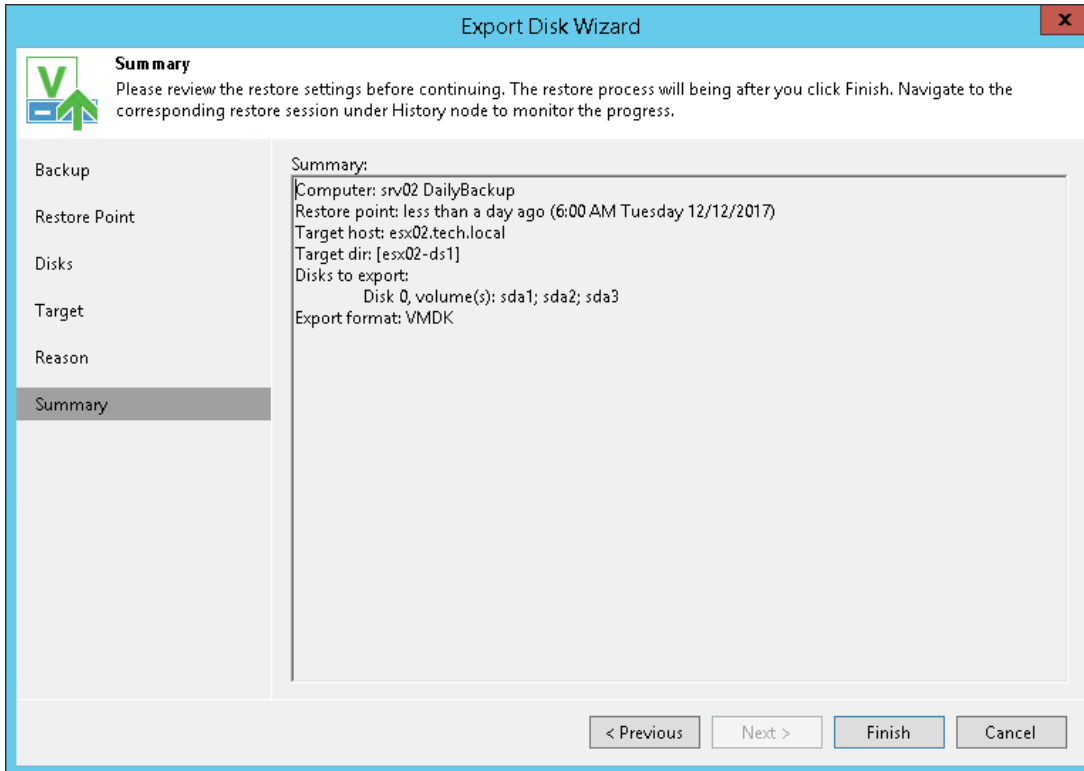 Export Disk Wizard
X
V
Summary
Please review the restore settings before continuing. The restore process will being after you click Finish. Navigate to the
corresponding restore session under History node to monitor the progress.
Backup
Restore Point
Disks
Target
Reason
Summary
Summary:
Computer: srv02 DailyBackup
Restore point: less than a day ago (6:00 AM Tuesday 12/12/2017)
Target host: esx02.tech.local
Target dir: [esx02-ds1]
Disks to export:
Disk 0, volume(s): sda1; sda2; sda3
Export format: VMDK
< Previous
Next >
Finish
Cancel